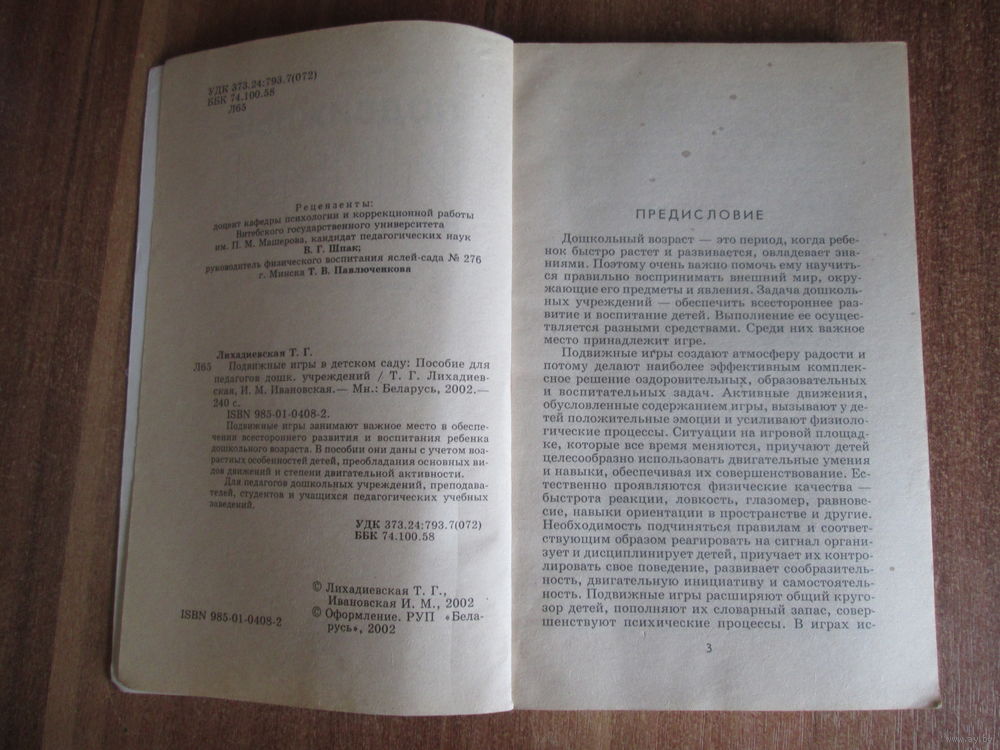 УДК 373.24:793.7(072)
ББК 74.100.58
Л65
Рецензенты:
доцент кафедры психологии и коррекционной работы
Витебского государственного университета
им. П. М. Машерова, кандидат педагогических наук
В. Г. Шпак;
руководитель физического воспитания яслей-сада № 276
г. Минска Т. В. Павлюченкова
Лихадиевская Т. Г.
Л65 Подвижные игры в детском саду: Пособие для
педагогов дошк. учреждений / Т. Г. Лихадиев-
ская, И. М. Ивановская.— Мн.: Беларусь, 2002.—
240 с.
ISBN 985-01-0408-2.
Подвижные игры занимают важное место в обеспе-
чении всестороннего развития и воспитания ребенка
дошкольного возраста. В пособии они даны с учетом воз-
растных особенностей детей, преобладания основных ви-
дов движений и степени двигательной активности.
Для педагогов дошкольных учреждений, преподава-
телей, студентов и учащихся педагогических учебных
заведений.
УДК 373.24:793.7(072)
ББК 74.100.58
© Лихадиевская Т. Г.,
Ивановская И. М., 2002
© Оформление. РУП «Бела-
русь», 2002
ISBN 985-01-0408-2
ПРЕДИСЛОВИЕ
Дошкольный возраст — это период, когда ребе-
нок быстро растет и развивается, овладевает зна-
ниями. Поэтому очень важно помочь ему научить-
ся правильно воспринимать внешний мир, окру-
жающие его предметы и явления. Задача дошколь-
ных учреждений — обеспечить всестороннее раз-
витие и воспитание детей. Выполнение ее осущес-
твляется разными средствами. Среди них важное
место принадлежит игре.
Подвижные игры создают атмосферу радости и
потому делают наиболее эффективным комплекс-
ное решение оздоровительных, образовательных
и воспитательных задач. Активные движения,
обусловленные содержанием игры, вызывают у де-
тей положительные эмоции и усиливают физиоло-
гические процессы. Ситуации на игровой площад-
ке, которые все время меняются, приучают детей
целесообразно использовать двигательные умения
и навыки, обеспечивая их совершенствование. Ес-
тественно проявляются физические качества —
быстрота реакции, ловкость, глазомер, равнове-
сие, навыки ориентации в пространстве и другие.
Необходимость подчиняться правилам и соответ-
ствующим образом реагировать на сигнал органи-
зует и дисциплинирует детей, приучает их контро-
лировать свое поведение, развивает сообразитель-
ность, двигательную инициативу и самостоятель-
ность. Подвижные игры расширяют общий круго-
зор детей, пополняют их словарный запас, совер-
шенствуют психические процессы. В играх ис-
3
www.ay.by